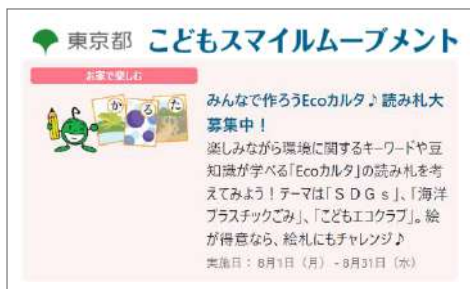 東京都 こどもスマイルムーブメント
お家で楽しむ
か る た
みんなで作ろうEcoカルタ♪読み札大
募集中！
楽しみながら環境に関するキーワードや豆
知識が学べる「Ecoカルタ」の読み札を考
えてみよう！テーマは「ＳＤＧｓ」、「海洋
プラスチックごみ」、「こどもエコクラブ」。絵
が得意なら、絵札にもチャレンジ♪
実施日：8月1日（月）-8月31日（水）